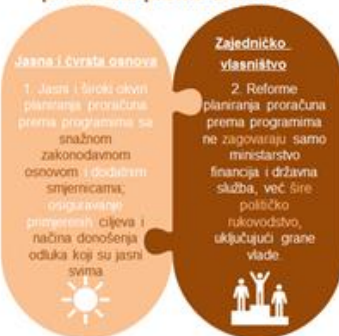 Jasna i čvrsta osnova
1. Jasni i široki okviri
planiranja proračuna
prema programima sa
snažnom
zakonodavnom
osnovom i dodatnim
smjernicama;
osiguravanje
primjerenih ciljeva i
načina donošenja
odluka koji su jasni
svima
Zajedničko
vlasništvo
2. Reforme
planiranja proračuna
prema programima
ne zagovaraju samo
ministarstvo
financija i državna
služba, već šire
političko
rukovodstvo,
uključujući grane
vlade.